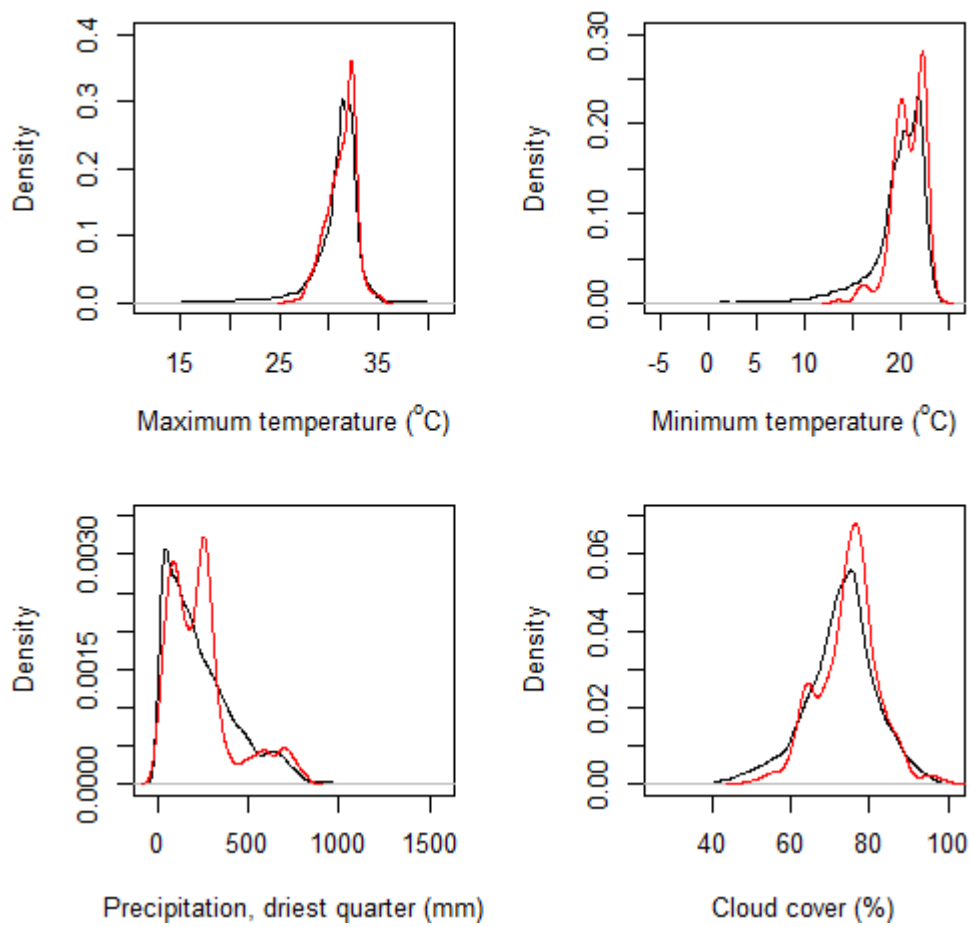 0.4
0.3
0.2
0.1
0.0
Density
15 25 35
Maximum temperature (°C)
0.30
0.20
0.10
0.00
Density
-5 0 5 10 20
Minimum temperature (°C)
0.0030
0.0015
0.0000
Density
0 500 1000 1500
Precipitation, driest quarter (mm)
0.06
0.04
0.02
0.00
Density
40 60 80 100
Cloud cover (%)